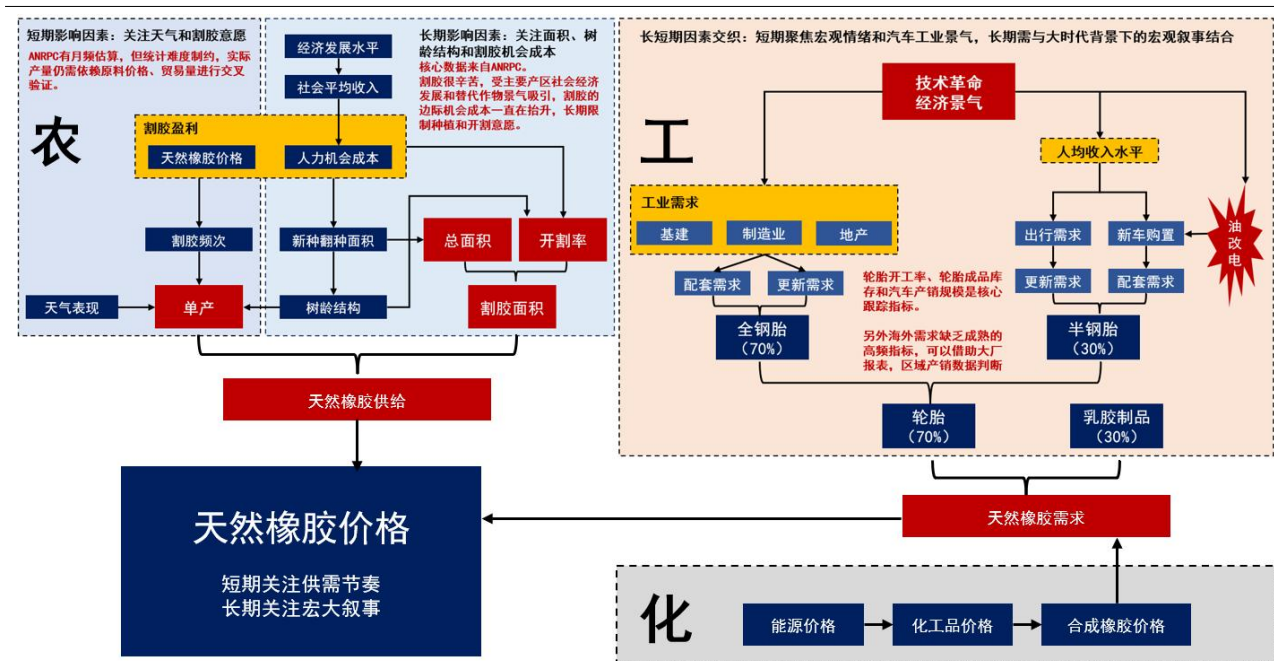 短期影响因素：关注天气和割胶意愿
ANRPC有月频估算，但统计难度制约，实际
产量仍需依赖原料价格、贸易量进行交叉
验证。
农
长期影响因素：关注面积、树
龄结构和割胶机会成本
核心数据来自ANRPC。
割胶很辛苦，受主要产区社会经济
发展和替代作物景气吸引，割胶的
边际机会成本一直在抬升，长期限
制种植和开割意愿。
经济发展水平
社会平均收入
割胶盈利
天然橡胶价格
人力机会成本
割胶频次
新种翻种面积
总面积
开割率
天气表现
单产
树龄结构
割胶面积
天然橡胶供给
天然橡胶价格
短期关注供需节奏
长期关注宏大叙事
长短期因素交织：短期聚焦宏观情绪和汽车工业景气，长期需与大时代背景下的宏观叙事结合
工
技术革命
经济景气
人均收入水平
工业需求
基建
制造业
地产
出行需求
新车购置
油
改
电
配套需求
更新需求
更新需求
配套需求
轮胎开工率、轮胎成品库
存和汽车产销规模是核心
跟踪指标。
另外海外需求缺乏成熟的
高频指标，可以借助大厂
报表，区域产销数据判断
全钢胎
（70%）
半钢胎
（30%）
轮胎
（70%）
乳胶制品
（30%）
天然橡胶需求
化
能源价格
化工品价格
合成橡胶价格